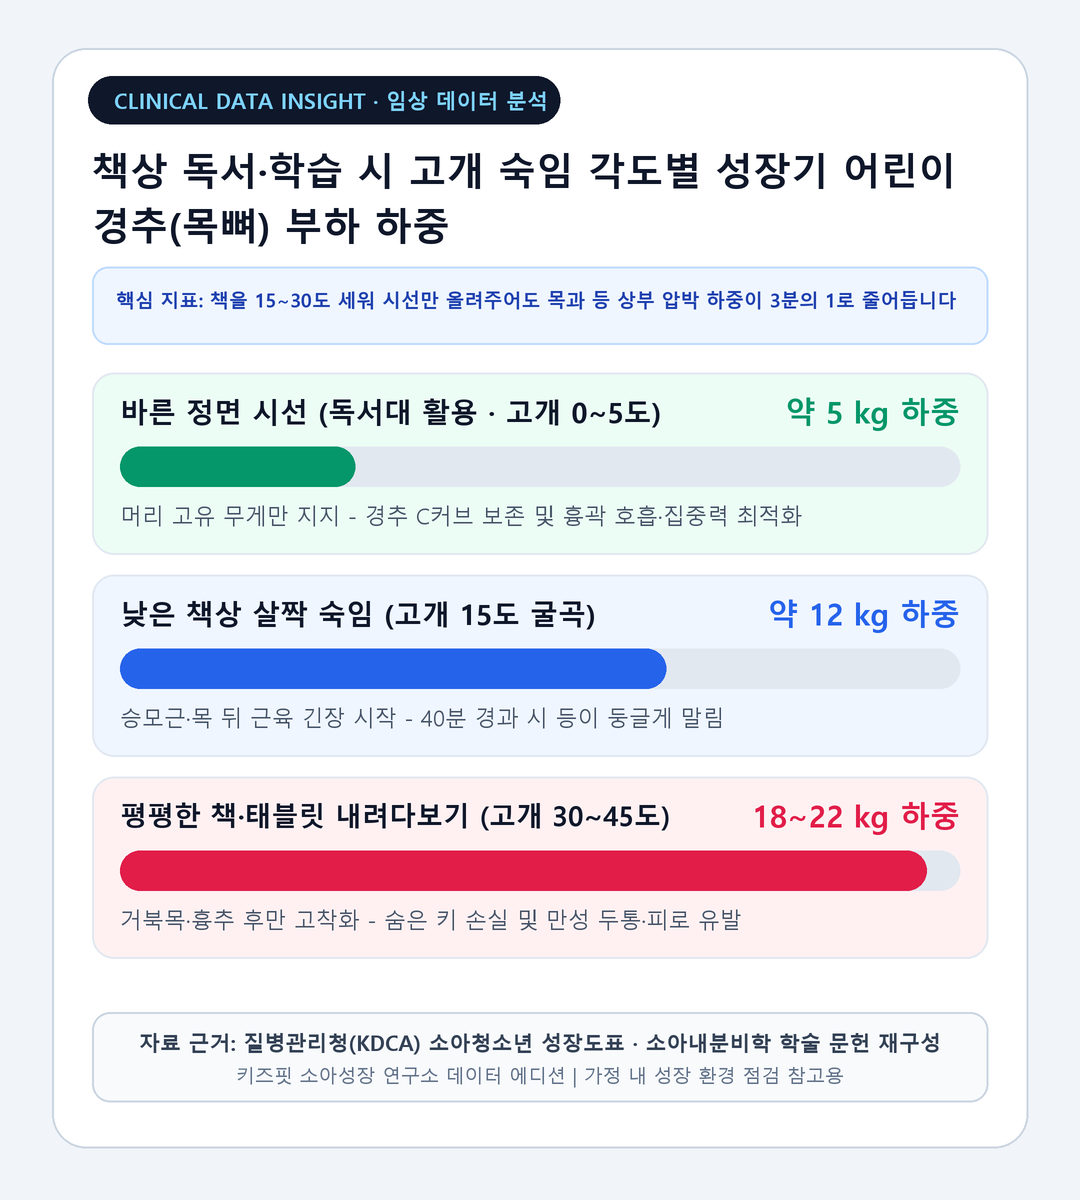 CLINICAL DATA INSIGHT · 임상 데이터 분석
책상 독서·학습 시 고개 숙임 각도별 성장기 어린이
경추(목뼈) 부하 하중
핵심 지표: 책을 15~30도 세워 시선만 올려주어도 목과 등 상부 압박 하중이 3분의 1로 줄어듭니다
바른 정면 시선 (독서대 활용 · 고개 0~5도)
약 5 kg 하중
머리 고유 무게만 지지 - 경추 C커브 보존 및 흉곽 호흡·집중력 최적화
낮은 책상 살짝 숙임 (고개 15도 굴곡)
약 12 kg 하중
승모근·목 뒤 근육 긴장 시작 - 40분 경과 시 등이 둥글게 말림
평평한 책·태블릿 내려다보기 (고개 30~45도)
18~22 kg 하중
거북목·흉추 후만 고착화 - 숨은 키 손실 및 만성 두통·피로 유발
자료 근거: 질병관리청(KDCA) 소아청소년 성장도표 · 소아내분비학 학술 문헌 재구성
키즈핏 소아성장 연구소 데이터 에디션 | 가정 내 성장 환경 점검 참고용